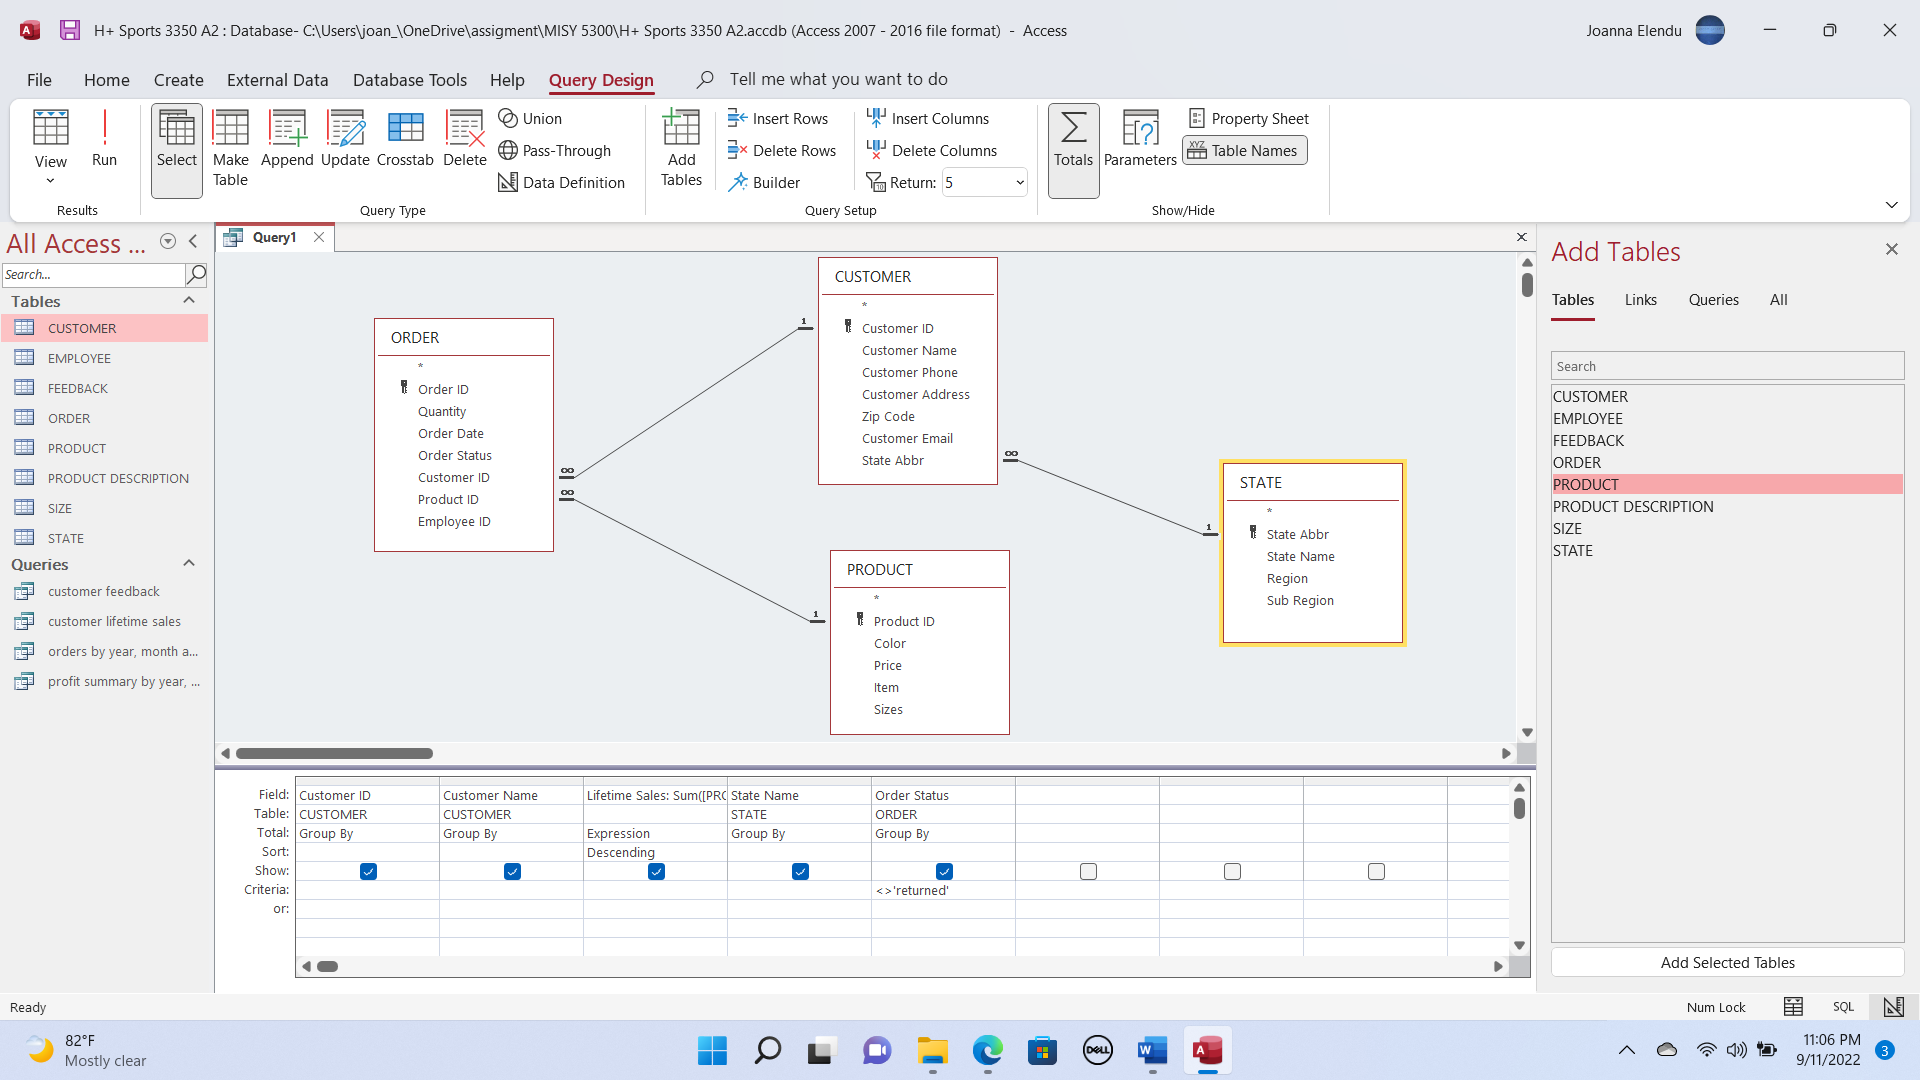 H+ Sports 3350 A2 : Database- C:\Users\joan_\OneDrive\assigment\MISY 5300\H+ Sports 3350 A2.accdb (Access 2007 - 2016 file format) - Access
Joanna Elendu
File Home Create External Data Database Tools Help Query Design Tell me what you want to do
View
Run
Results
Select
Make Table
Append
Update
Crosstab
Delete
Union
Pass-Through
Data Definition
Query Type
Add Tables
Insert Rows
Delete Rows
Builder
Insert Columns
Delete Columns
Return: 5
Query Setup
Totals
Parameters
Property Sheet
XYZ Table Names
Show/Hide
All Access ...
Search...
Tables
CUSTOMER
EMPLOYEE
FEEDBACK
ORDER
PRODUCT
PRODUCT DESCRIPTION
SIZE
STATE
Queries
customer feedback
customer lifetime sales
orders by year, month a...
profit summary by year, ...
Query1
ORDER
*
Order ID
Quantity
Order Date
Order Status
Customer ID
Product ID
Employee ID
∞
∞
1
CUSTOMER
*
Customer ID
Customer Name
Customer Phone
Customer Address
Zip Code
Customer Email
State Abbr
∞
1
PRODUCT
*
Product ID
Color
Price
Item
Sizes
1
STATE
*
State Abbr
State Name
Region
Sub Region
Field: Customer ID Customer Name Lifetime Sales: Sum([PRO State Name Order Status
Table: CUSTOMER CUSTOMER STATE ORDER
Total: Group By Group By Expression Group By Group By
Sort: Descending
Show:
Criteria: <>'returned'
or:
Add Tables
Tables Links Queries All
Search
CUSTOMER
EMPLOYEE
FEEDBACK
ORDER
PRODUCT
PRODUCT DESCRIPTION
SIZE
STATE
Add Selected Tables
Ready
Num Lock
SQL
82°F
Mostly clear
DELL
11:06 PM
9/11/2022
3